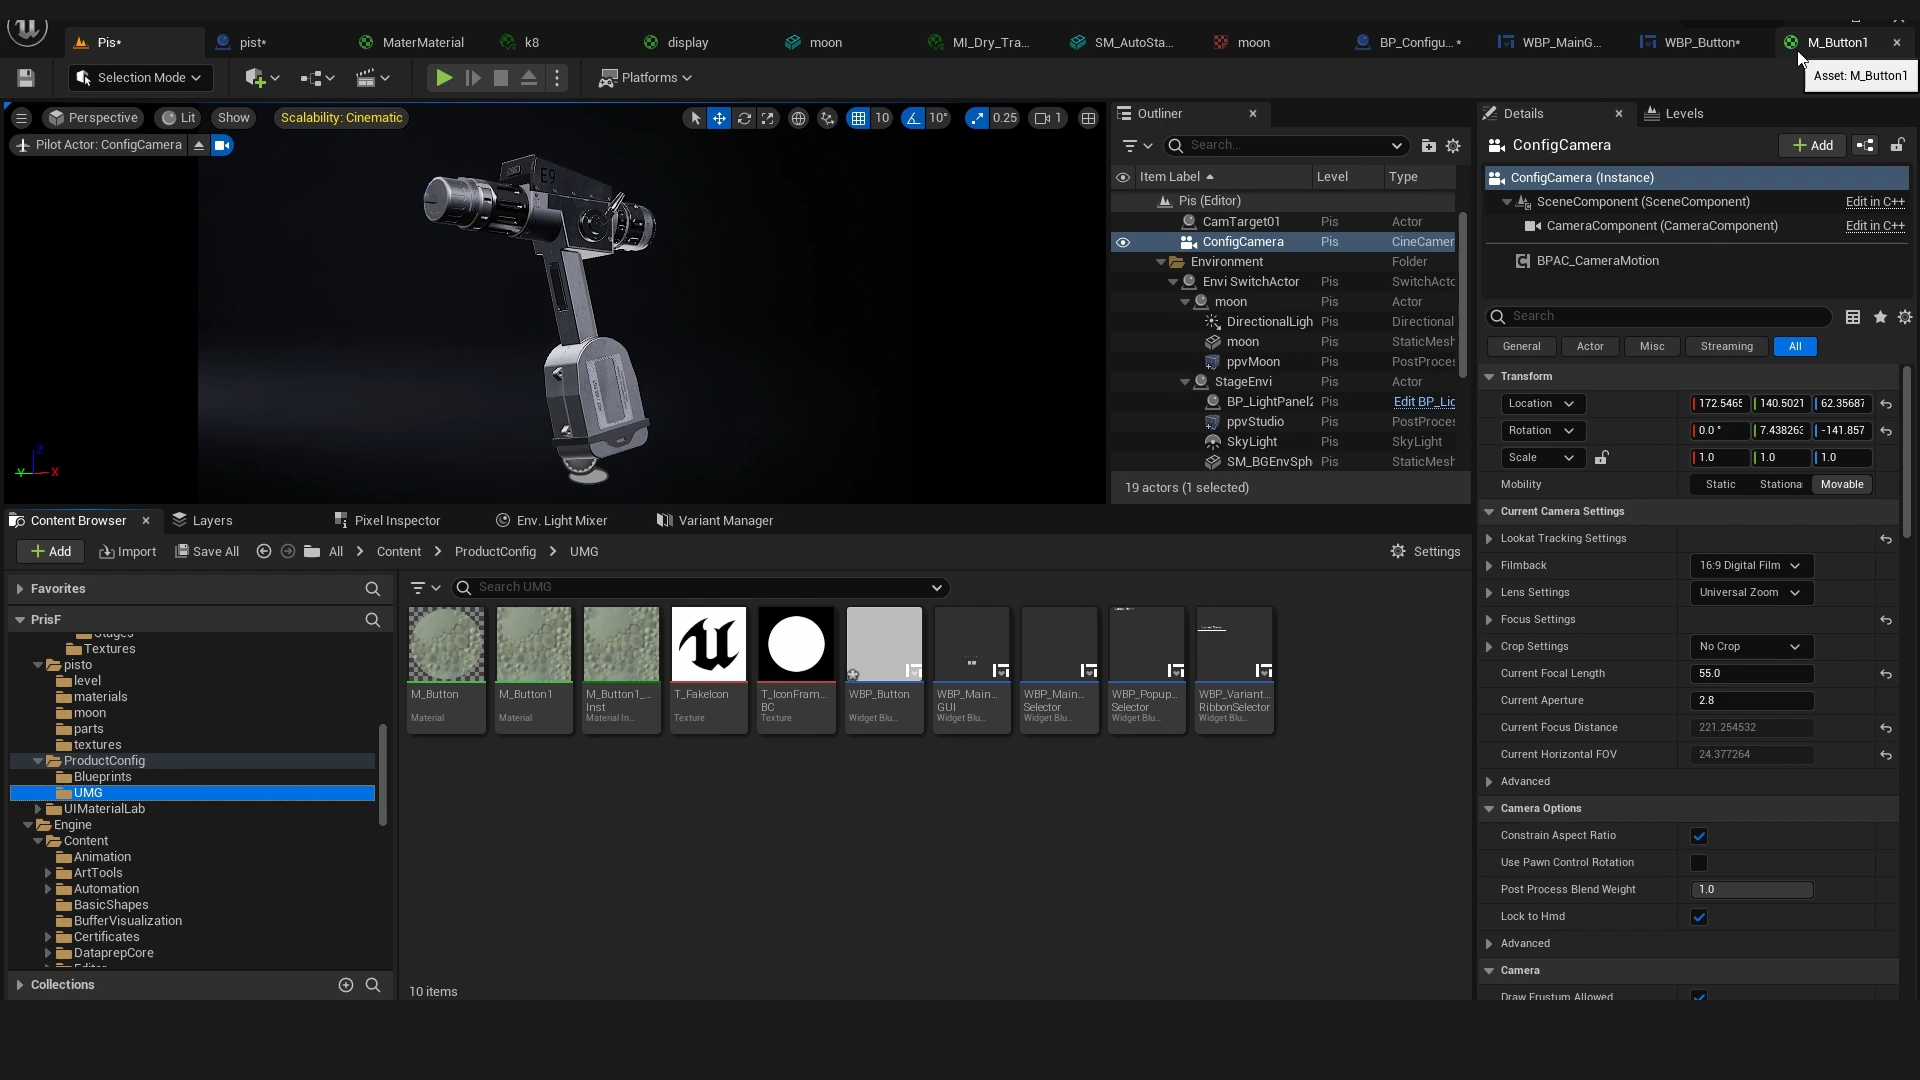 Pis*
pist*
MaterMaterial
k8
display
moon
MI_Dry_Tra...
SM_AutoSta...
moon
BP_Configu... *
WBP_MainG...
WBP_Button*
M_Button1
Asset: M_Button1
Selection Mode
Platforms
Perspective
Lit
Show
Scalability: Cinematic
10
10°
0.25
1
Pilot Actor: ConfigCamera
E9
Outliner
Search...
Item Label
Level
Type
Pis (Editor)
CamTarget01 Pis Actor
ConfigCamera Pis CineCamer
Environment Folder
Envi SwitchActor Pis SwitchActo
moon Pis Actor
DirectionalLigh Pis Directional
moon Pis StaticMesh
ppvMoon Pis PostProces
StageEnvi Pis Actor
BP_LightPanel2 Pis Edit BP_Lig
ppvStudio Pis PostProces
SkyLight Pis SkyLight
SM_BGEnvSph Pis StaticMesh
19 actors (1 selected)
Details
Levels
ConfigCamera
Add
ConfigCamera (Instance)
SceneComponent (SceneComponent) Edit in C++
CameraComponent (CameraComponent) Edit in C++
BPAC_CameraMotion
Search
General
Actor
Misc
Streaming
All
Transform
Location 172.5465 140.5021 62.35687
Rotation 0.0 ° 7.438263 -141.857
Scale 1.0 1.0 1.0
Mobility Static Stationa Movable
Current Camera Settings
Lookat Tracking Settings
Filmback 16:9 Digital Film
Lens Settings Universal Zoom
Focus Settings
Crop Settings No Crop
Current Focal Length 55.0
Current Aperture 2.8
Current Focus Distance 221.254532
Current Horizontal FOV 24.377264
Advanced
Camera Options
Constrain Aspect Ratio
Use Pawn Control Rotation
Post Process Blend Weight 1.0
Lock to Hmd
Advanced
Camera
Draw Frustum Allowed
Content Browser
Layers
Pixel Inspector
Env. Light Mixer
Variant Manager
Add
Import
Save All
All
Content
ProductConfig
UMG
Settings
Favorites
PrisF
Stages
Textures
pisto
level
materials
moon
parts
textures
ProductConfig
Blueprints
UMG
UIMaterialLab
Engine
Content
Animation
ArtTools
Automation
BasicShapes
BufferVisualization
Certificates
DataprepCore
Collections
Search UMG
M_Button
Material
M_Button1
Material
M_Button1_...
Inst
Material In...
T_FakeIcon
Texture
T_IconFram...
BC
Texture
WBP_Button
Widget Blu...
WBP_Main...
GUI
Widget Blu...
WBP_Main...
Selector
Widget Blu...
WBP_Popup...
Selector
Widget Blu...
WBP_Variant...
RibbonSelector
Widget Blu...
10 items